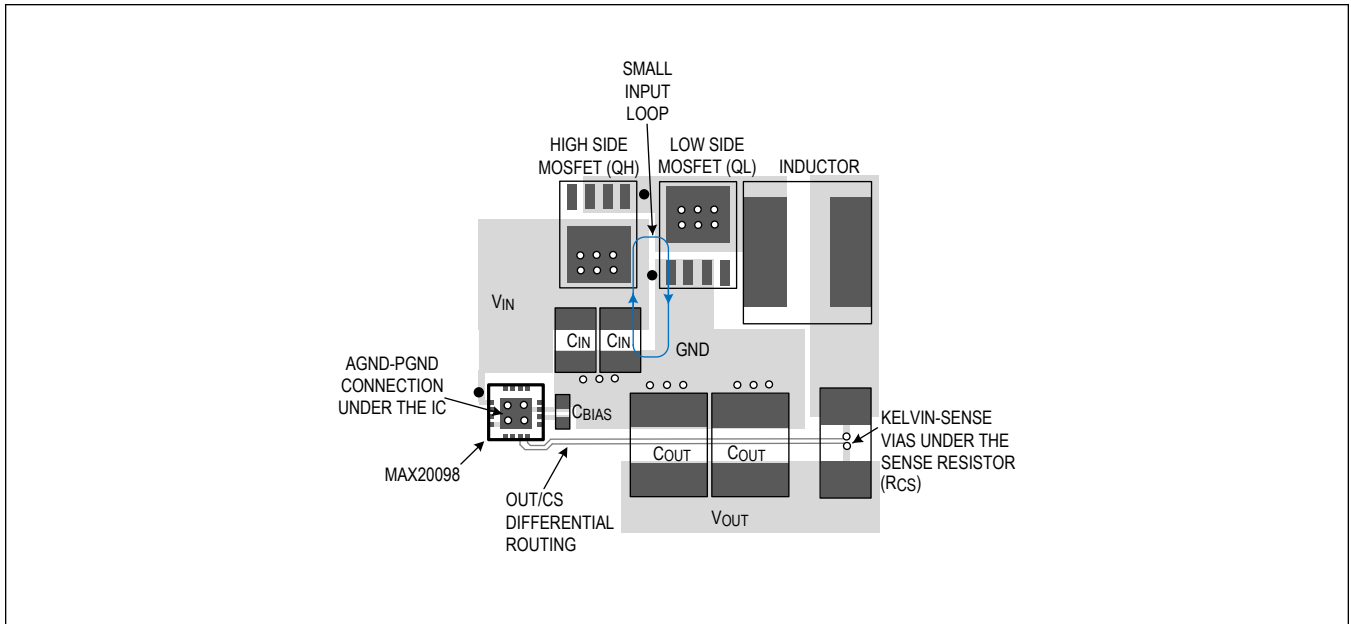 SMALL
INPUT
LOOP
HIGH SIDE
MOSFET (QH)
LOW SIDE
MOSFET (QL)
INDUCTOR
VIN
CIN
CIN
GND
AGND-PGND
CONNECTION
UNDER THE IC
CBIAS
MAX20098
COUT
COUT
KELVIN-SENSE
VIAS UNDER THE
SENSE RESISTOR
(RCS)
OUT/CS
DIFFERENTIAL
ROUTING
VOUT